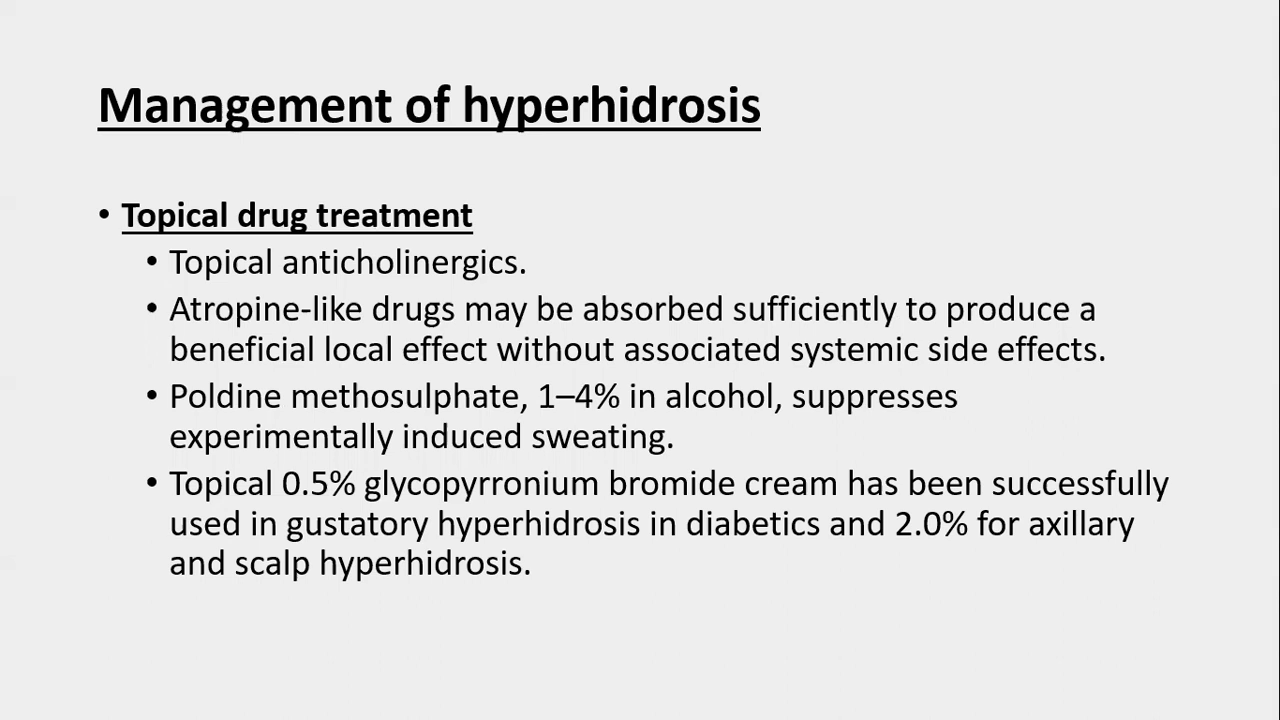 Management of hyperhidrosis
• Topical drug treatment
• Topical anticholinergics.
• Atropine-like drugs may be absorbed sufficiently to produce a
beneficial local effect without associated systemic side effects.
• Poldine methosulphate, 1–4% in alcohol, suppresses
experimentally induced sweating.
• Topical 0.5% glycopyrronium bromide cream has been successfully
used in gustatory hyperhidrosis in diabetics and 2.0% for axillary
and scalp hyperhidrosis.